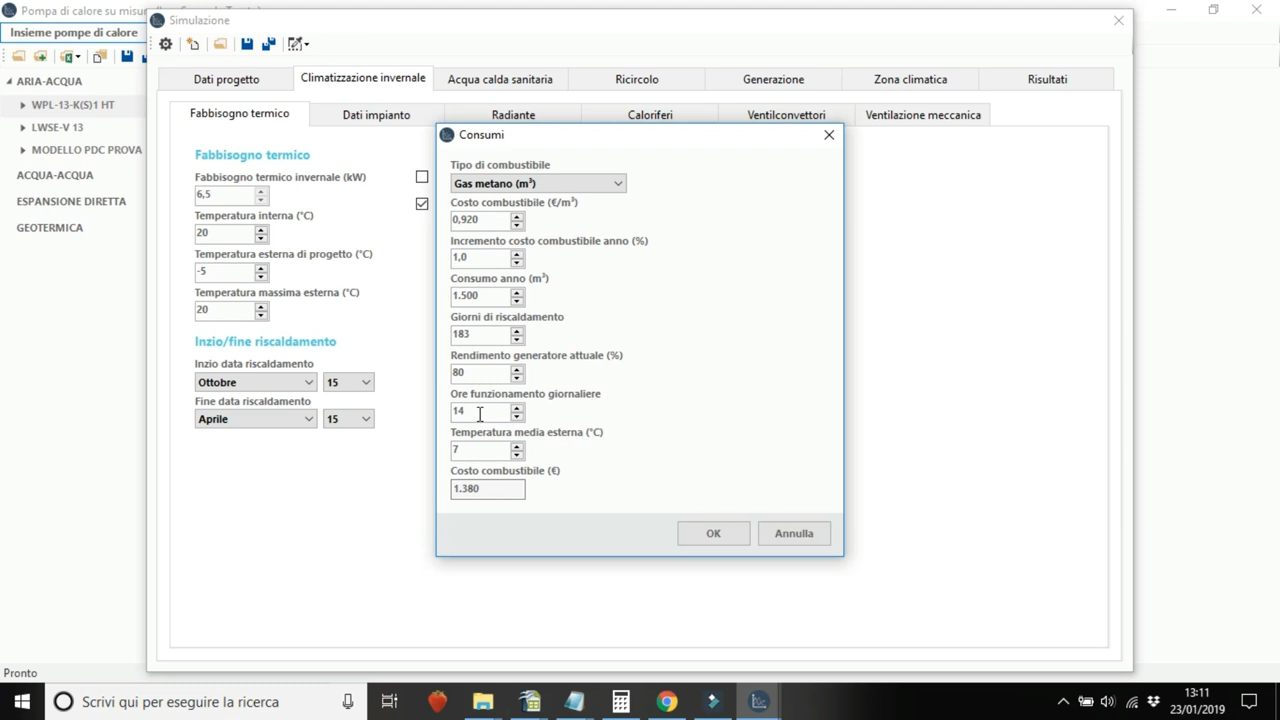 Pompa di calore su misur
Simulazione
Insieme pompe di calore
Dati progetto
Climatizzazione invernale
Acqua calda sanitaria
Ricircolo
Generazione
Zona climatica
Risultati
ARIA-ACQUA
WPL-13-K(S)1 HT
LWSE-V 13
MODELLO PDC PROVA
ACQUA-ACQUA
ESPANSIONE DIRETTA
GEOTERMICA
Fabbisogno termico
Dati impianto
Radiante
Caloriferi
Ventilconvettori
Ventilazione meccanica
Fabbisogno termico
Fabbisogno termico invernale (kW)
6,5
Temperatura interna (°C)
20
Temperatura esterna di progetto (°C)
-5
Temperatura massima esterna (°C)
20
Inzio/fine riscaldamento
Inzio data riscaldamento
Ottobre
15
Fine data riscaldamento
Aprile
15
Consumi
Tipo di combustibile
Gas metano (m³)
Costo combustibile (€/m³)
0,920
Incremento costo combustibile anno (%)
1,0
Consumo anno (m³)
1.500
Giorni di riscaldamento
183
Rendimento generatore attuale (%)
80
Ore funzionamento giornaliere
14
Temperatura media esterna (°C)
7
Costo combustibile (€)
1.380
OK
Annulla
Pronto
Scrivi qui per eseguire la ricerca
13:11
23/01/2019